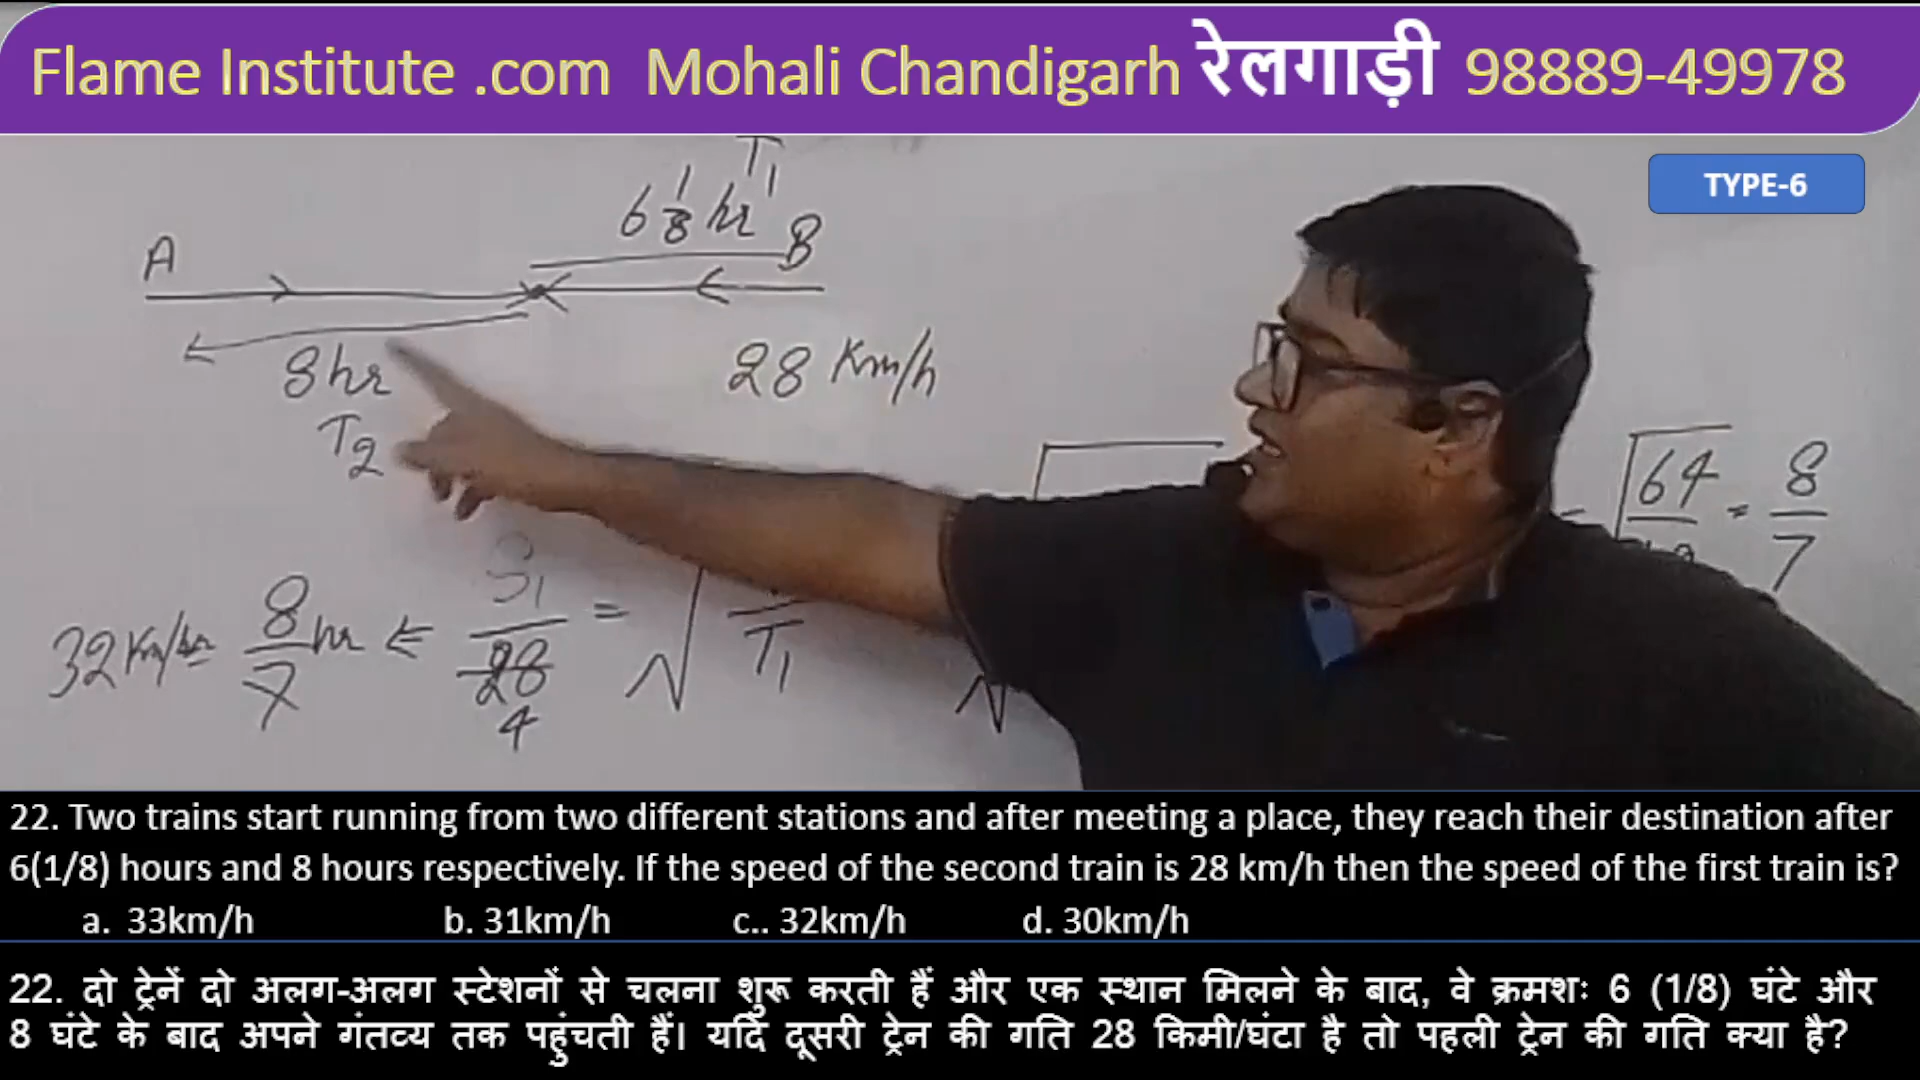 Flame Institute .com Mohali Chandigarh रेलगाड़ी 98889-49978
TYPE-6
T1
6 1/8 hr
A
B
8hr
T2
28 Km/h
= √64 = 8/7
32 Km/hr 8/7 hr ← S1/28 = √ /T1
4
22. Two trains start running from two different stations and after meeting a place, they reach their destination after
6(1/8) hours and 8 hours respectively. If the speed of the second train is 28 km/h then the speed of the first train is?
a. 33km/h b. 31km/h c.. 32km/h d. 30km/h
22. दो ट्रेनें दो अलग-अलग स्टेशनों से चलना शुरू करती हैं और एक स्थान मिलने के बाद, वे क्रमशः 6 (1/8) घंटे और
8 घंटे के बाद अपने गंतव्य तक पहुंचती हैं। यदि दूसरी ट्रेन की गति 28 किमी/घंटा है तो पहली ट्रेन की गति क्या है?